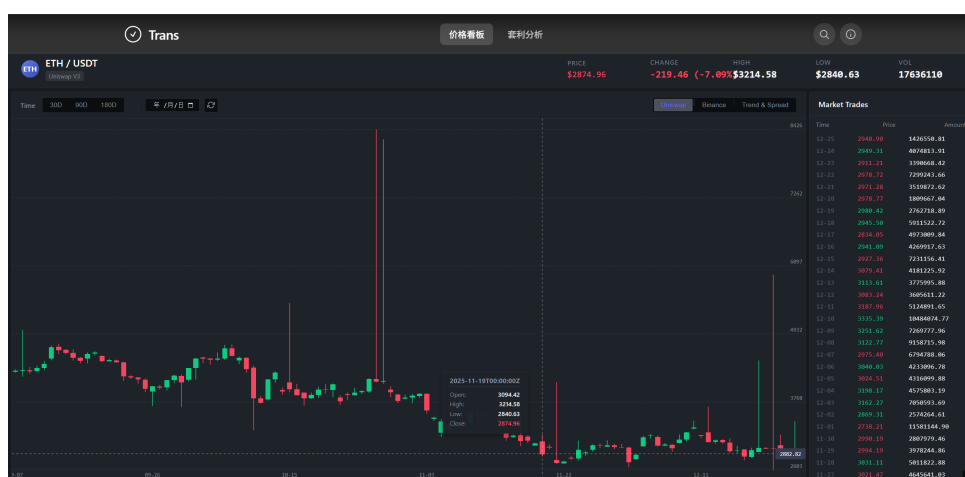 Trans
价格看板
套利分析
ETH
ETH / USDT
Uniswap V3
PRICE
$2874.96
CHANGE
-219.46 (-7.09%
HIGH
$3214.58
LOW
$2840.63
VOL
17636110
Time 30D 90D 180D
年 /月/日
Uniswap Binance Trend & Spread
8426
7262
6097
4932
3768
2603
2882.82
2025-11-19T00:00:00Z
Open: 3094.42
High: 3214.58
Low: 2840.63
Close: 2874.96
09-26 10-15 11-03 11-22 12-11
Market Trades
Time Price Amount
12-25 2940.90 1426550.81
12-24 2949.31 4074813.91
12-23 2911.21 3390668.42
12-22 2978.72 7299243.66
12-21 2971.28 3519872.62
12-20 2978.77 1809667.04
12-19 2980.42 2762718.89
12-18 2945.50 5911522.72
12-17 2834.05 4973009.84
12-16 2941.09 4269917.63
12-15 2927.36 7231156.41
12-14 3079.41 4181225.92
12-13 3113.61 3775995.88
12-12 3083.24 3605611.22
12-11 3187.96 5124891.65
12-10 3335.39 10484074.77
12-09 3251.62 7269777.96
12-08 3122.77 9158715.98
12-07 2975.40 6794788.06
12-06 3040.03 4233096.78
12-05 3024.51 4316099.88
12-04 3198.17 4575803.19
12-03 3162.27 7050593.69
12-02 2869.31 2574264.61
12-01 2738.21 11581144.90
11-30 2990.19 2807979.46
11-29 2994.19 3978244.86
11-28 3031.11 5011822.88
11-27 3021.47 4645641.03